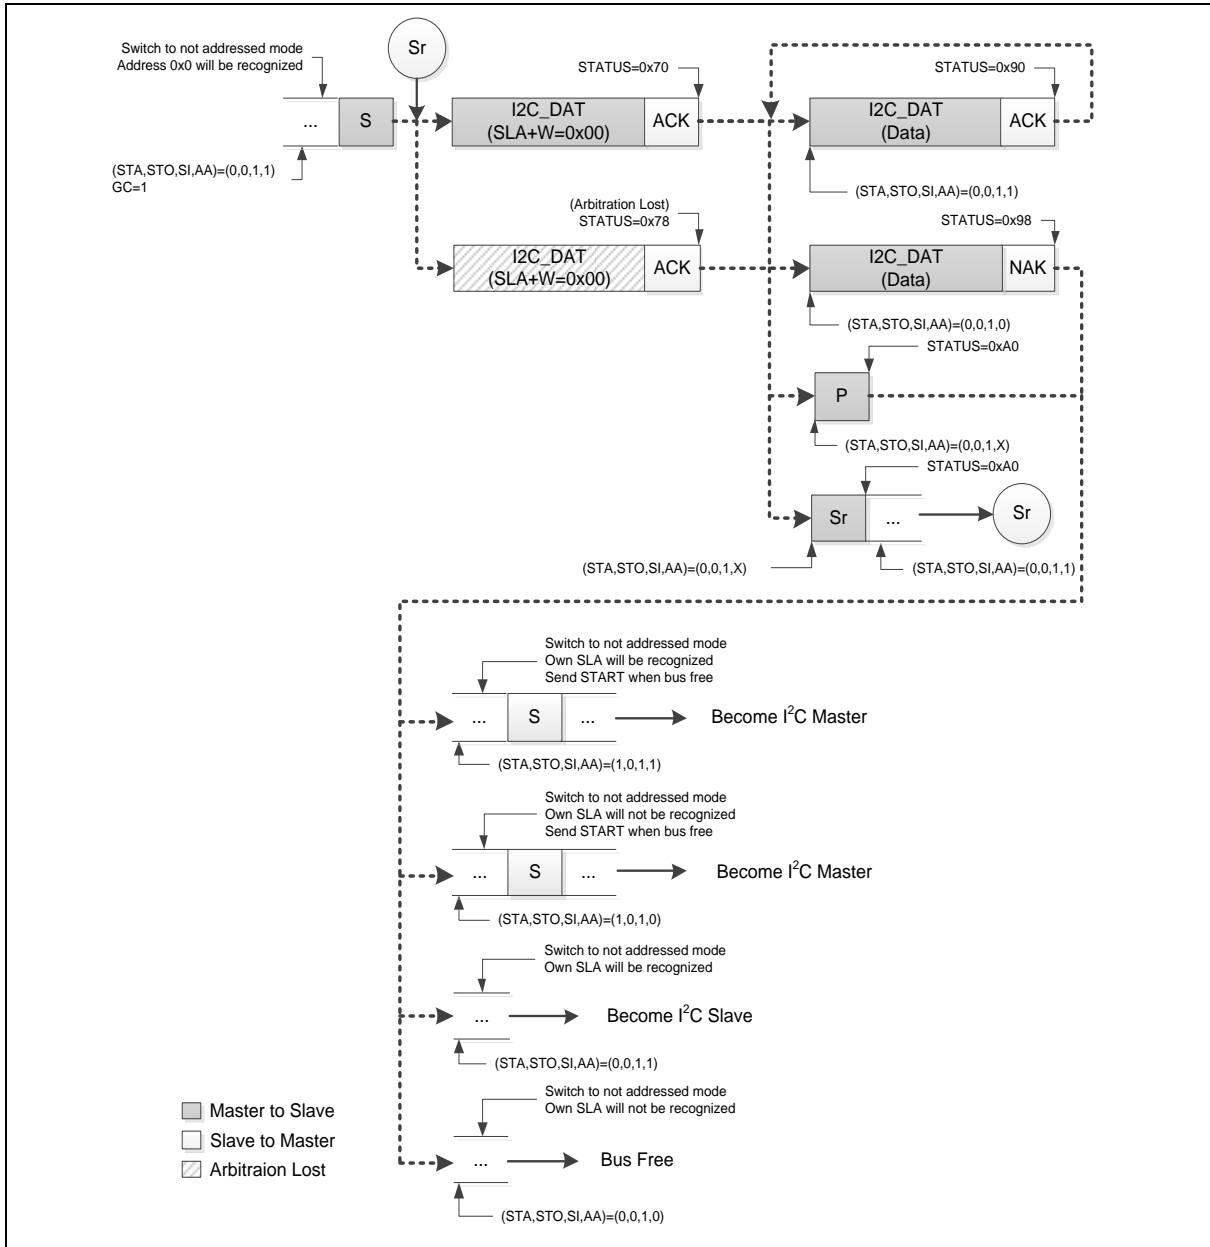 Switch to not addressed mode
Address 0x0 will be recognized
Sr
STATUS=0x70
STATUS=0x90
...
S
I2C_DAT
(SLA+W=0x00)
ACK
I2C_DAT
(Data)
ACK
(STA,STO,SI,AA)=(0,0,1,1)
GC=1
(STA,STO,SI,AA)=(0,0,1,1)
(Arbitration Lost)
STATUS=0x78
STATUS=0x98
I2C_DAT
(SLA+W=0x00)
ACK
I2C_DAT
(Data)
NAK
(STA,STO,SI,AA)=(0,0,1,0)
STATUS=0xA0
P
(STA,STO,SI,AA)=(0,0,1,X)
STATUS=0xA0
Sr
...
Sr
(STA,STO,SI,AA)=(0,0,1,X)
(STA,STO,SI,AA)=(0,0,1,1)
Switch to not addressed mode
Own SLA will be recognized
Send START when bus free
...
S
...
Become I²C Master
(STA,STO,SI,AA)=(1,0,1,1)
Switch to not addressed mode
Own SLA will not be recognized
Send START when bus free
...
S
...
Become I²C Master
(STA,STO,SI,AA)=(1,0,1,0)
Switch to not addressed mode
Own SLA will be recognized
...
Become I²C Slave
(STA,STO,SI,AA)=(0,0,1,1)
Switch to not addressed mode
Own SLA will not be recognized
...
Bus Free
(STA,STO,SI,AA)=(0,0,1,0)
Master to Slave
Slave to Master
Arbitraion Lost